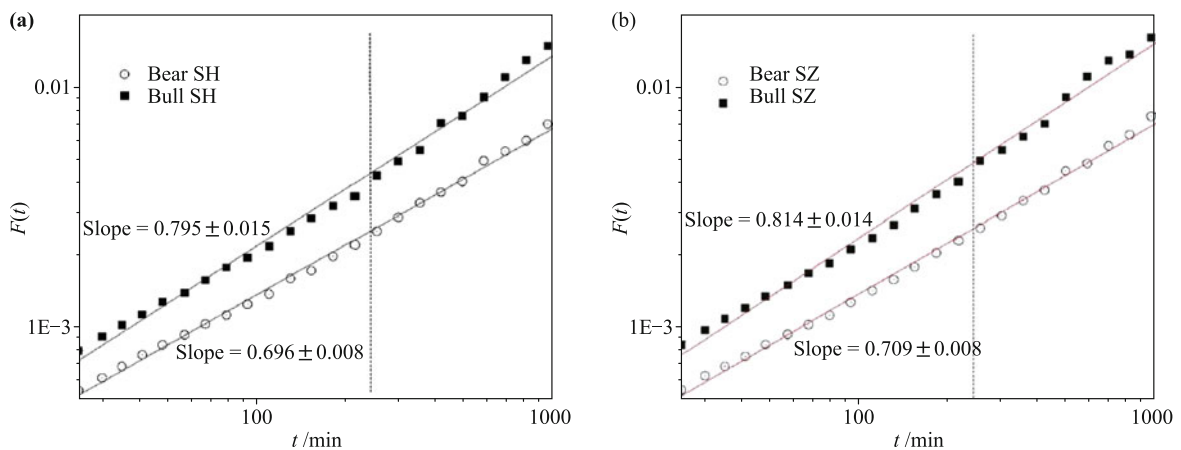 (a)
Bear SH
Bull SH
0.01
F(t)
Slope = 0.795±0.015
1E−3
Slope = 0.696±0.008
100
1000
t /min
(b)
Bear SZ
Bull SZ
0.01
F(t)
Slope = 0.814±0.014
1E−3
Slope = 0.709±0.008
100
1000
t /min